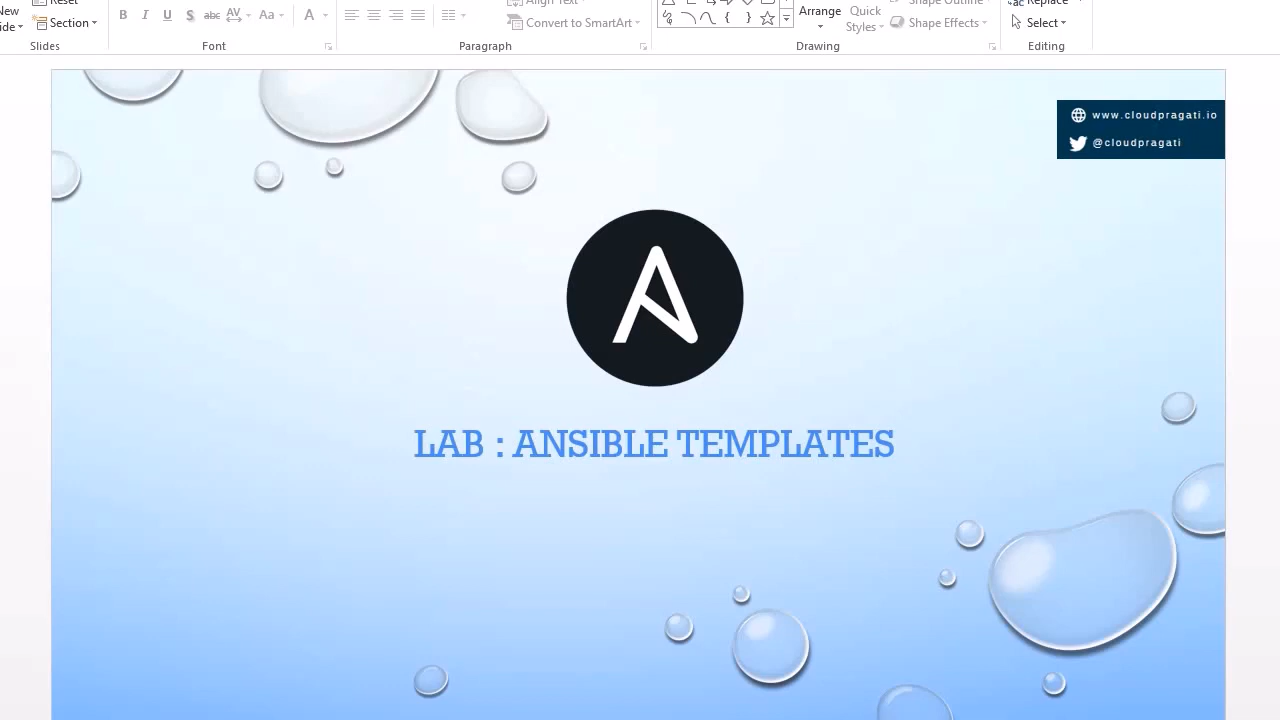 New
Reset
Align Text
Shape Outline
Replace
ide
Section
B I U S abc AV Aa A
Convert to SmartArt
Arrange
Quick
Styles
Shape Effects
Select
Slides
Font
Paragraph
Drawing
Editing
www.cloudpragati.io
@cloudpragati
LAB : ANSIBLE TEMPLATES